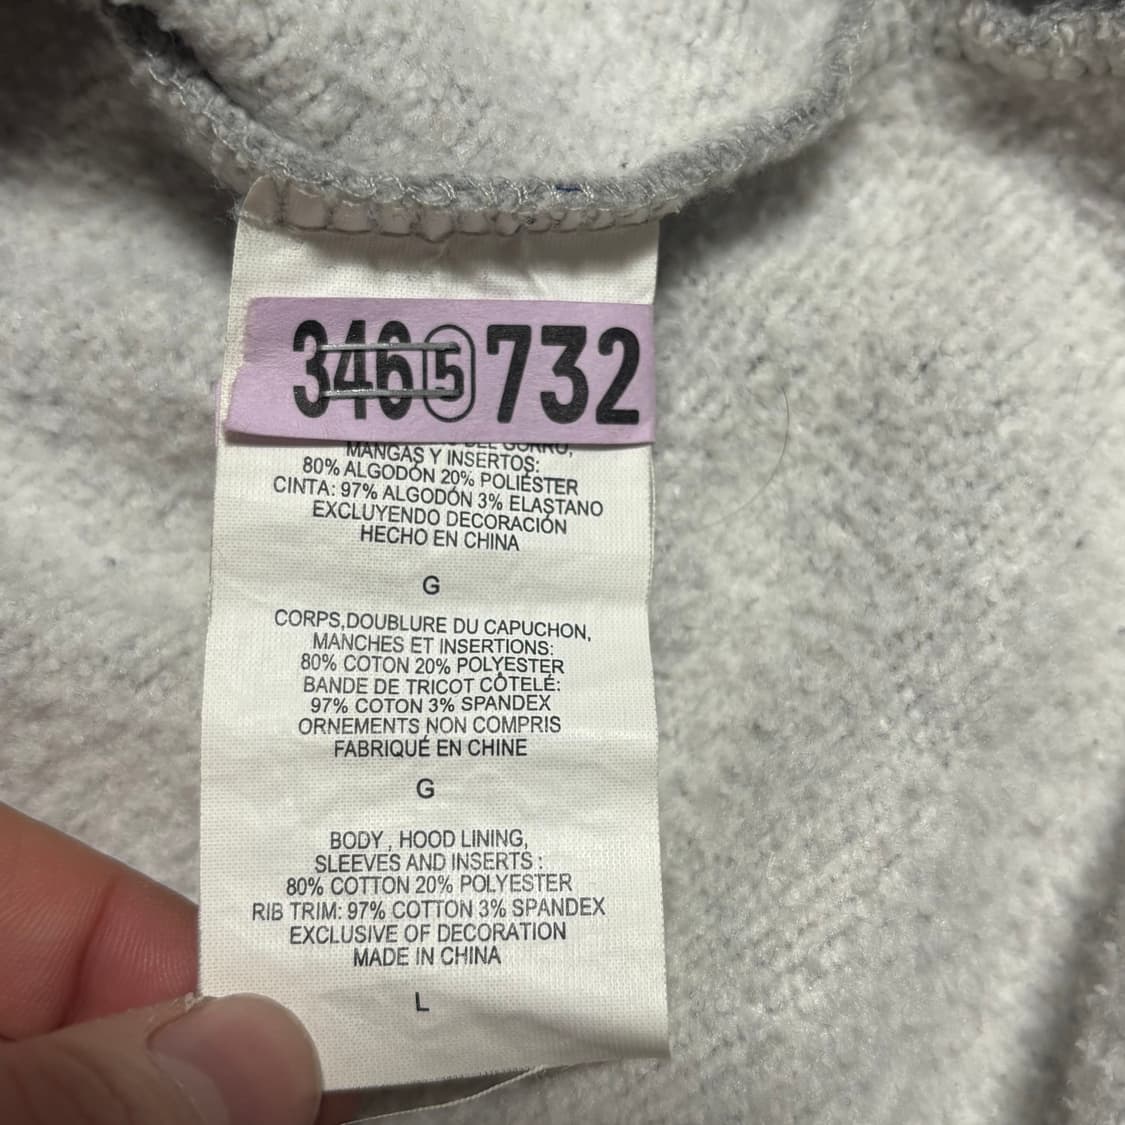 346 5 732
DEL GORRO,
MANGAS Y INSERTOS:
80% ALGODÓN 20% POLIÉSTER
CINTA: 97% ALGODÓN 3% ELASTANO
EXCLUYENDO DECORACIÓN
HECHO EN CHINA
G
CORPS,DOUBLURE DU CAPUCHON,
MANCHES ET INSERTIONS:
80% COTON 20% POLYESTER
BANDE DE TRICOT CÔTELÉ:
97% COTON 3% SPANDEX
ORNEMENTS NON COMPRIS
FABRIQUÉ EN CHINE
G
BODY, HOOD LINING,
SLEEVES AND INSERTS :
80% COTTON 20% POLYESTER
RIB TRIM: 97% COTTON 3% SPANDEX
EXCLUSIVE OF DECORATION
MADE IN CHINA
L